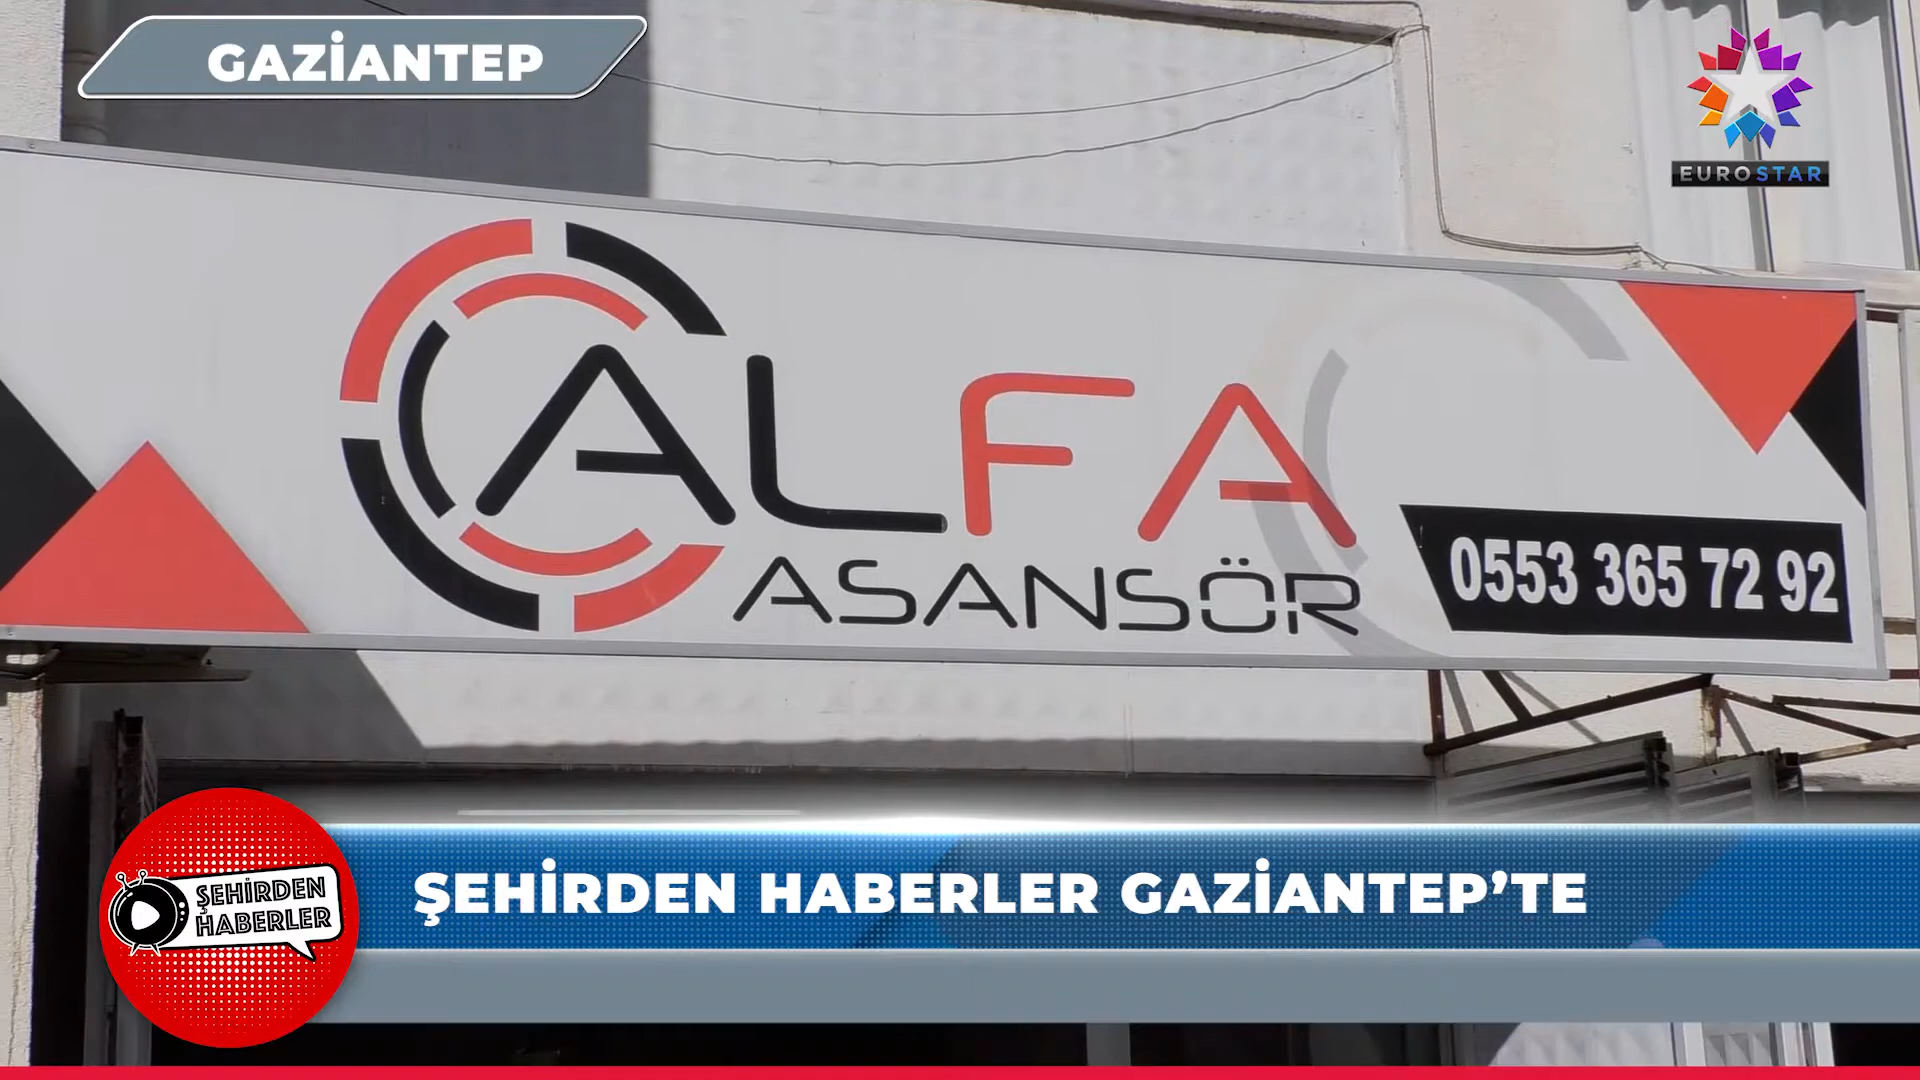 GAZİANTEP
EUROSTAR
ALFA
ASANSÖR
0553 365 72 92
ŞEHİRDEN
HABERLER
ŞEHİRDEN HABERLER GAZİANTEP'TE